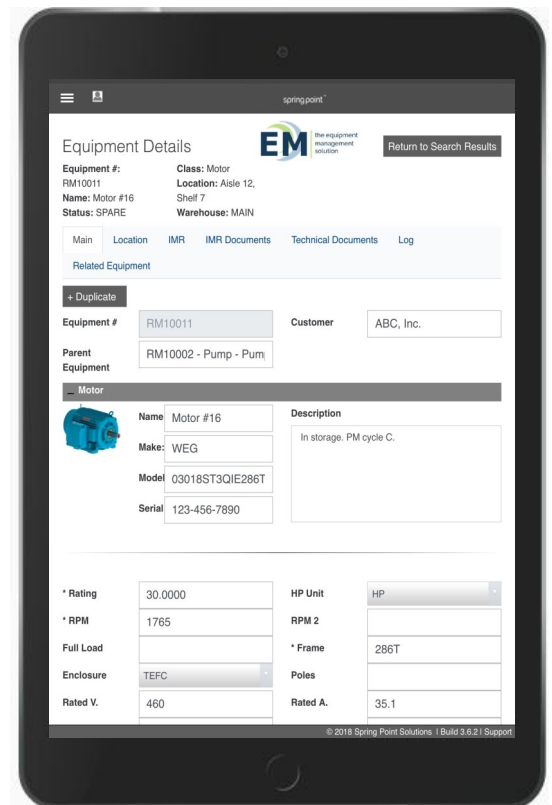 spring point™
Equipment Details
EM the equipment management solution
Return to Search Results
Equipment #:
RM10011
Name: Motor #16
Status: SPARE
Class: Motor
Location: Aisle 12,
Shelf 7
Warehouse: MAIN
Main Location IMR IMR Documents Technical Documents Log
Related Equipment
+ Duplicate
Equipment # RM10011 Customer ABC, Inc.
Parent Equipment RM10002 - Pump - Pum
_ Motor
Name Motor #16
Make: WEG
Model 03018ST3QIE286T
Serial 123-456-7890
Description
In storage. PM cycle C.
* Rating 30.0000 HP Unit HP
* RPM 1765 RPM 2
Full Load * Frame 286T
Enclosure TEFC Poles
Rated V. 460 Rated A. 35.1
© 2018 Spring Point Solutions | Build 3.6.2 | Support